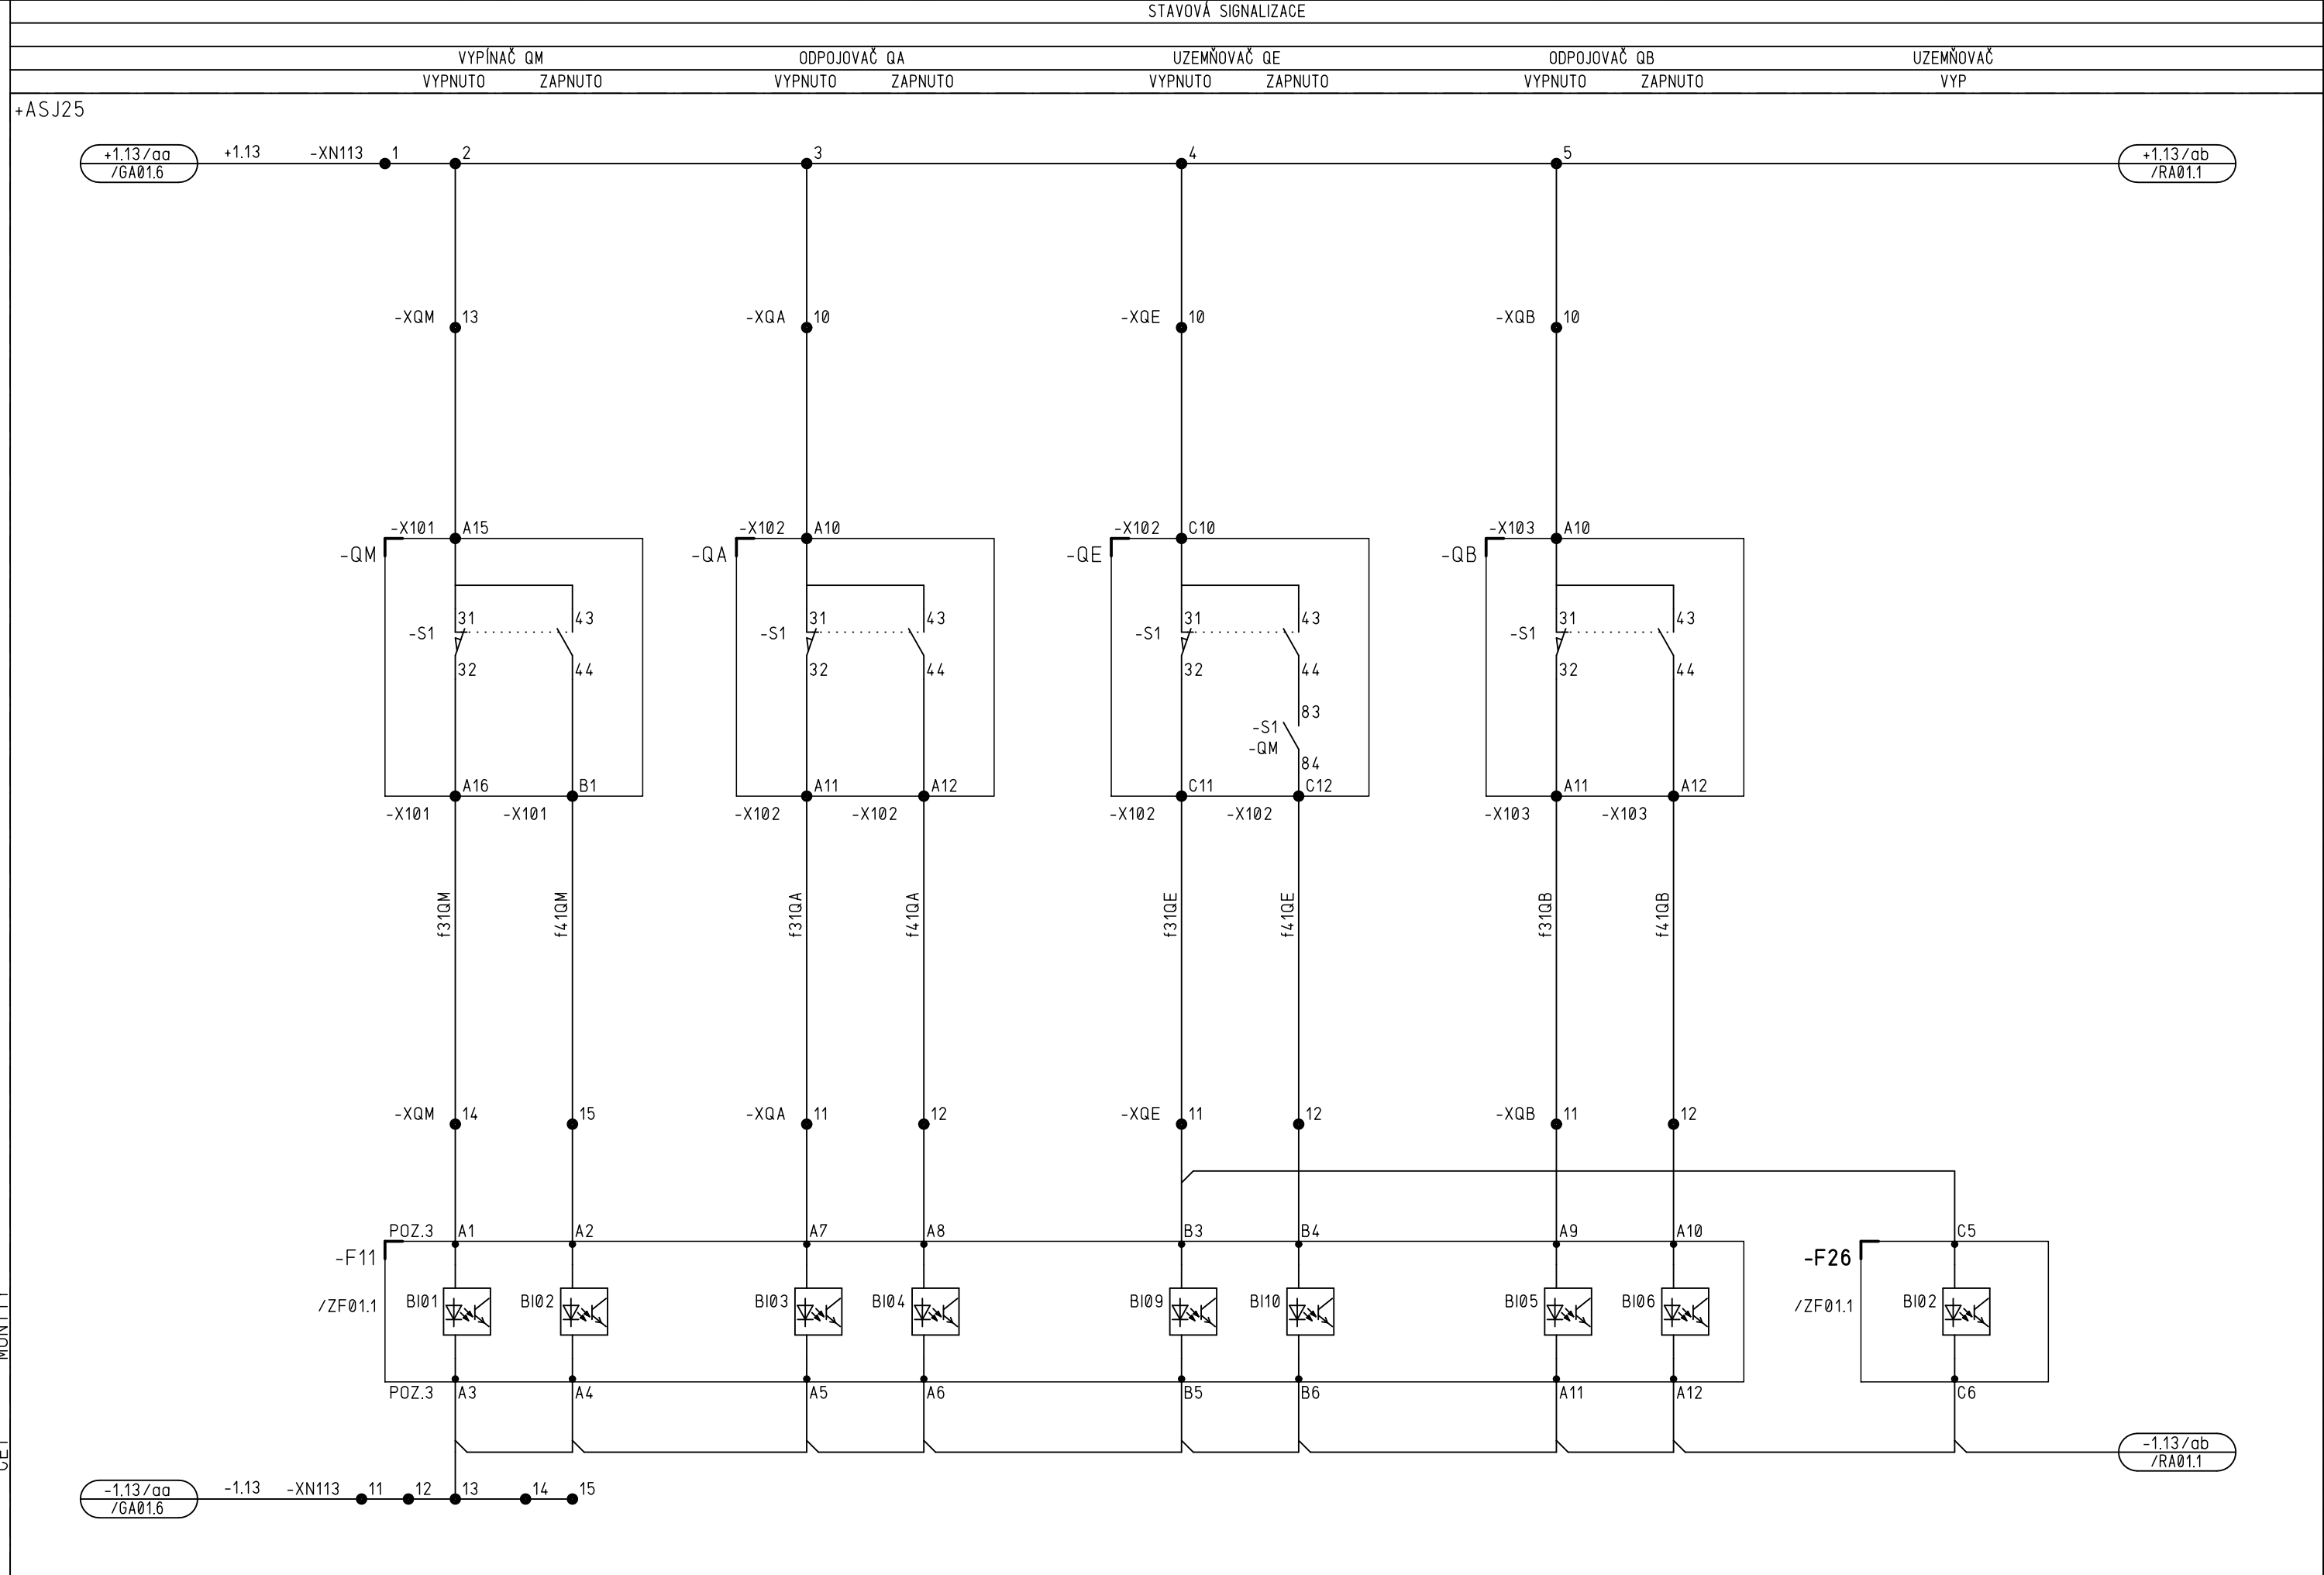 STAVOVÁ SIGNALIZACE
VYPÍNAČ QM ODPOJOVAČ QA UZEMŇOVAČ QE ODPOJOVAČ QB UZEMŇOVAČ
VYPNUTO ZAPNUTO VYPNUTO ZAPNUTO VYPNUTO ZAPNUTO VYPNUTO ZAPNUTO VYP
+ASJ25
+1.13/aa +1.13 -XN113 1 2 3 4 5 +1.13/ab
/GA01.6 /RA01.1
-XQM 13 -XQA 10 -XQE 10 -XQB 10
-X101 A15 -X102 A10 -X102 C10 -X103 A10
-QM -QA -QE -QB
31 43 31 43 31 43 31 43
-S1 -S1 -S1 -S1
32 44 32 44 32 44 32 44
83
-S1
-QM
84
A16 B1 A11 A12 C11 C12 A11 A12
-X101 -X101 -X102 -X102 -X102 -X102 -X103 -X103
f31QM f41QM f31QA f41QA f31QE f41QE f31QB f41QB
-XQM 14 15 -XQA 11 12 -XQE 11 12 -XQB 11 12
POZ.3 A1 A2 A7 A8 B3 B4 A9 A10 C5
-F11 -F26
/ZF01.1 BI01 BI02 BI03 BI04 BI09 BI10 BI05 BI06 /ZF01.1 BI02
POZ.3 A3 A4 A5 A6 B5 B6 A11 A12 C6
-1.13/ab
/RA01.1
-1.13/aa -1.13 -XN113 11 12 13 14 15
/GA01.6